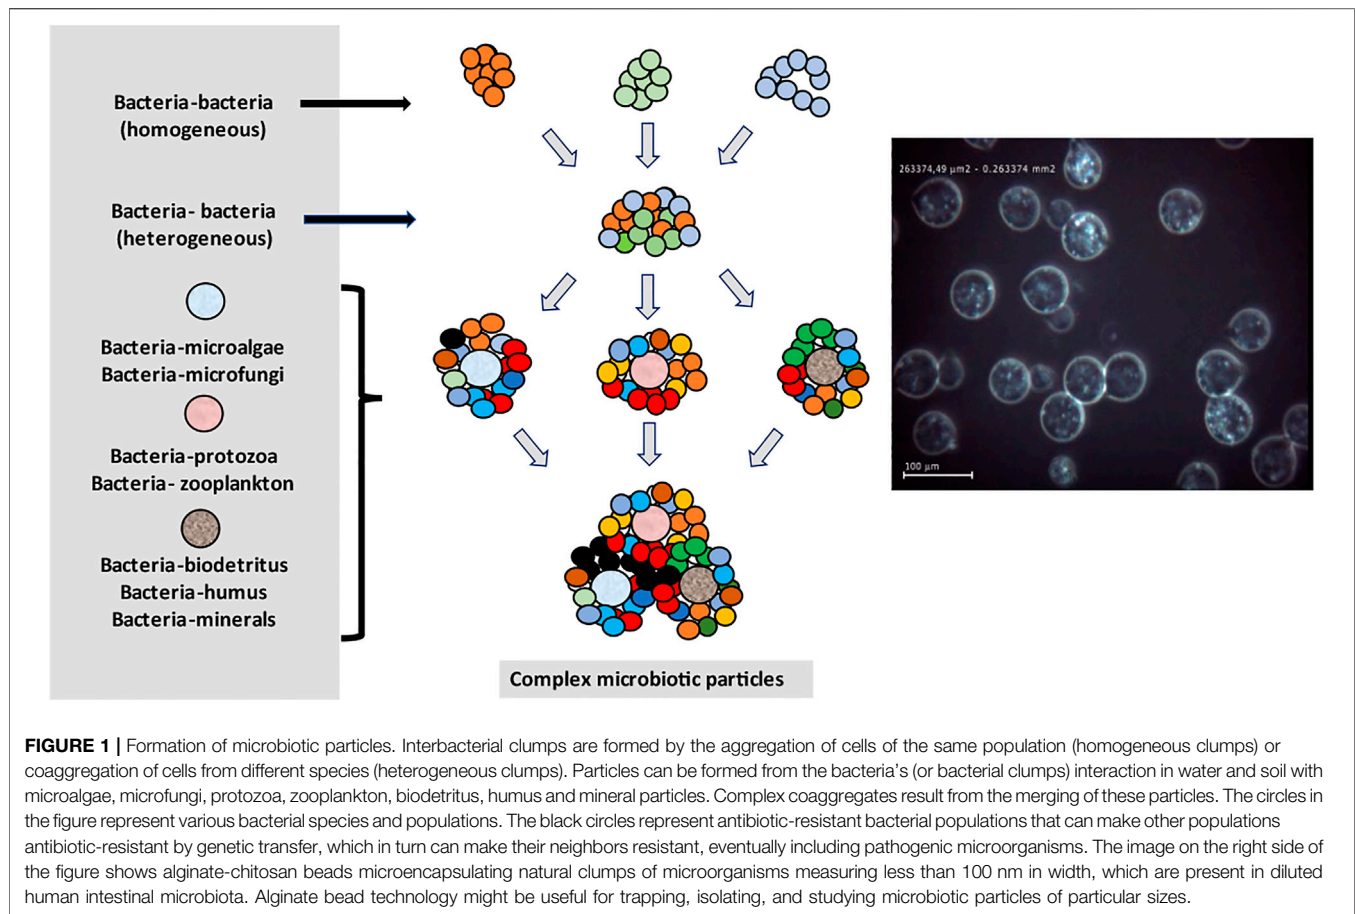 Bacteria-bacteria
(homogeneous)
Bacteria- bacteria
(heterogeneous)
Bacteria-microalgae
Bacteria-microfungi
Bacteria-protozoa
Bacteria- zooplankton
Bacteria-biodetritus
Bacteria-humus
Bacteria-minerals
Complex microbiotic particles
263374,49 µm2 - 0.263374 mm2
100 µm
FIGURE 1 | Formation of microbiotic particles. Interbacterial clumps are formed by the aggregation of cells of the same population (homogeneous clumps) or
coaggregation of cells from different species (heterogeneous clumps). Particles can be formed from the bacteria’s (or bacterial clumps) interaction in water and soil with
microalgae, microfungi, protozoa, zooplankton, biodetritus, humus and mineral particles. Complex coaggregates result from the merging of these particles. The circles in
the figure represent various bacterial species and populations. The black circles represent antibiotic-resistant bacterial populations that can make other populations
antibiotic-resistant by genetic transfer, which in turn can make their neighbors resistant, eventually including pathogenic microorganisms. The image on the right side of
the figure shows alginate-chitosan beads microencapsulating natural clumps of microorganisms measuring less than 100 nm in width, which are present in diluted
human intestinal microbiota. Alginate bead technology might be useful for trapping, isolating, and studying microbiotic particles of particular sizes.